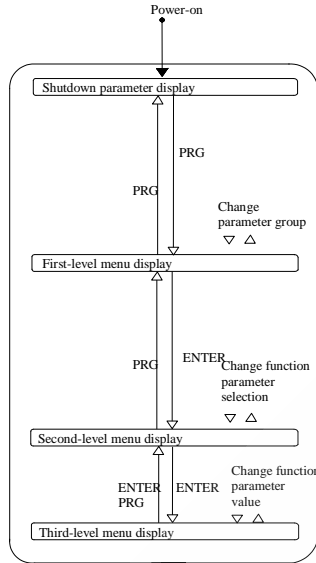 Power-on
Shutdown parameter display
PRG
PRG
Change
parameter group
First-level menu display
PRG
ENTER
Change function
parameter
selection
Second-level menu display
ENTER
PRG
ENTER
Change function
parameter
value
Third-level menu display